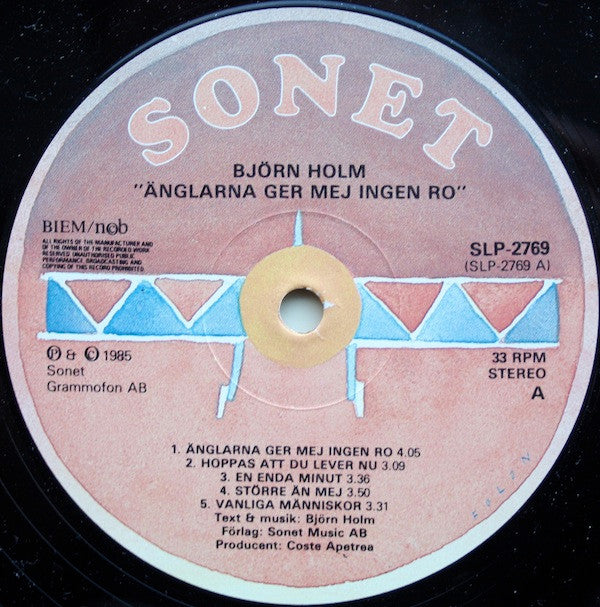 SONET
BJÖRN HOLM
"ÄNGLARNA GER MEJ INGEN RO"
BIEM/nøb
ALL RIGHTS OF THE MANUFACTURER AND
OF THE OWNER OF THE RECORDED WORK
RESERVED UNAUTHORISED PUBLIC
PERFORMANCE, BROADCASTING AND
COPYING OF THIS RECORD PROHIBITED
SLP-2769
(SLP-2769 A)
℗ & © 1985
Sonet
Grammofon AB
33 RPM
STEREO
A
1. ÄNGLARNA GER MEJ INGEN RO 4.05
2. HOPPAS ATT DU LEVER NU 3.09
3. EN ENDA MINUT 3.36
4. STÖRRE ÄN MEJ 3.50
5. VANLIGA MÄNNISKOR 3.31
Text & musik: Björn Holm
Förlag: Sonet Music AB
Producent: Coste Apetrea